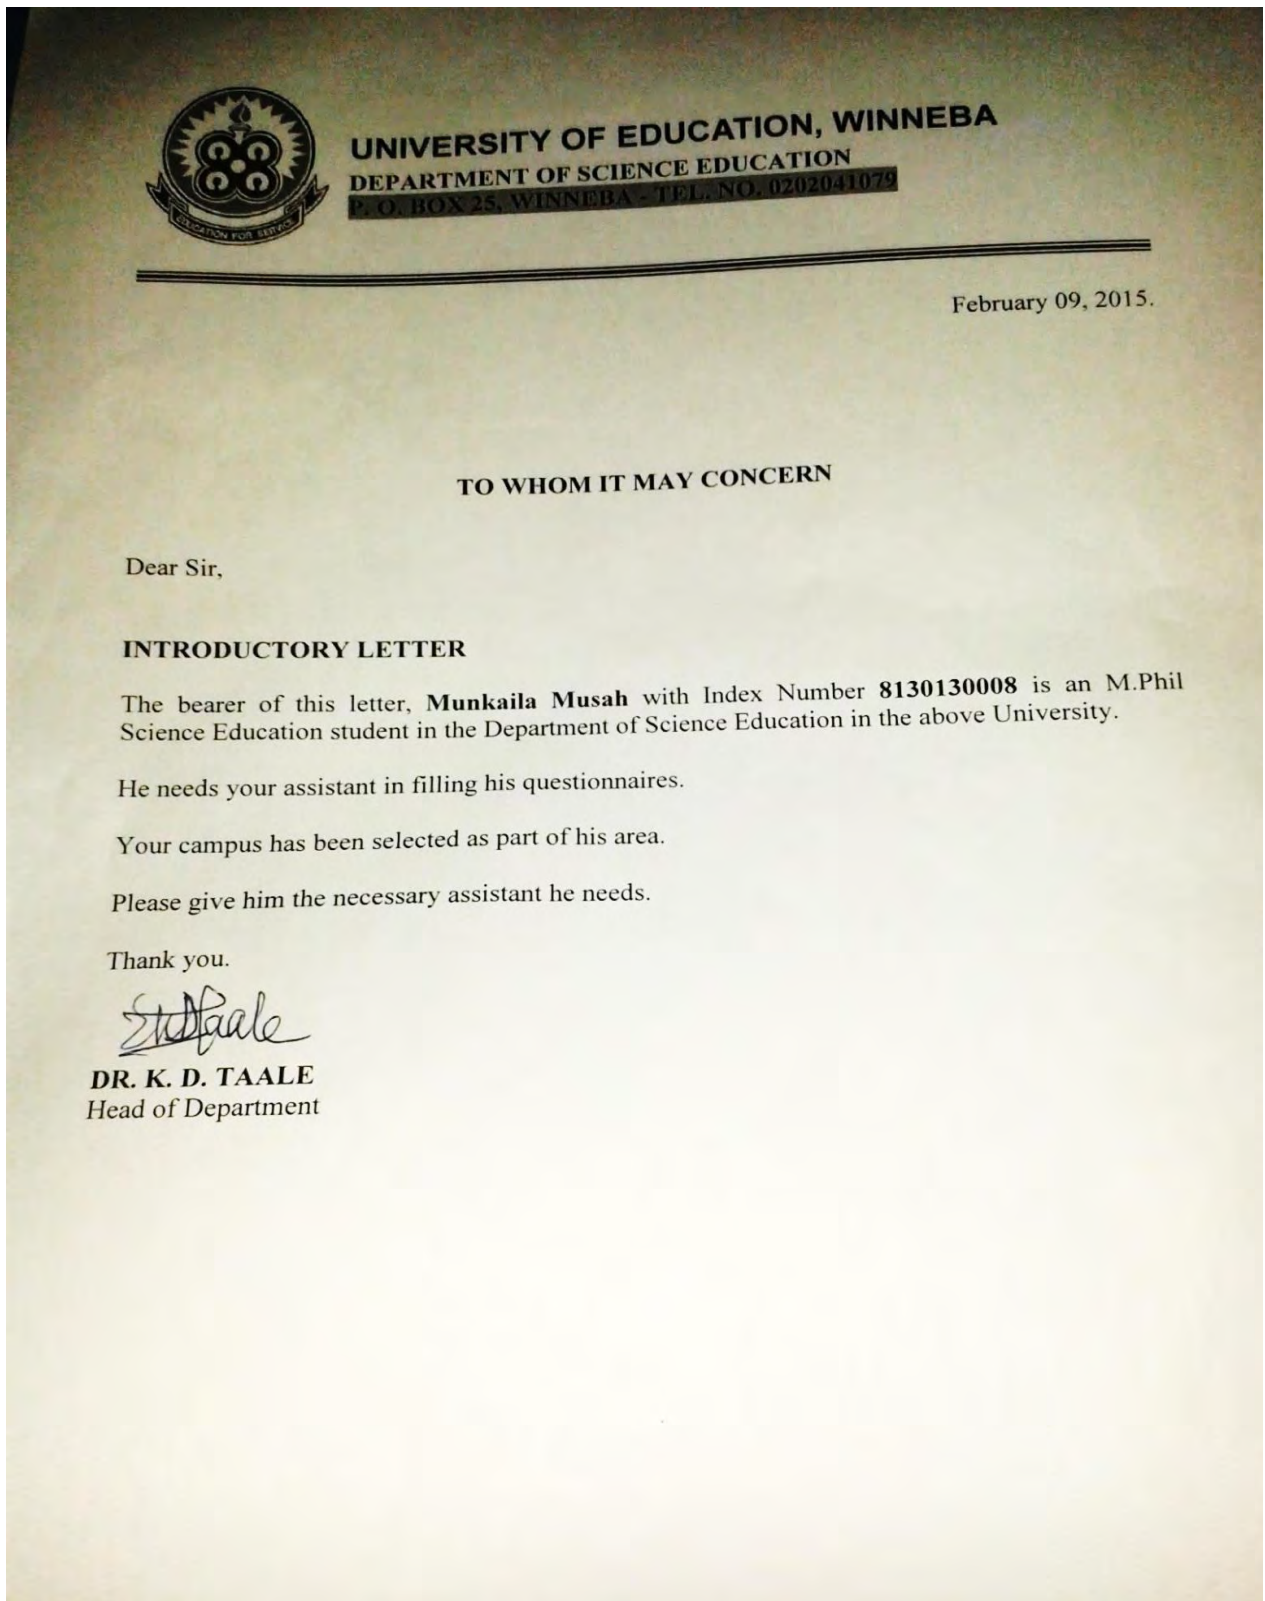 UNIVERSITY OF EDUCATION, WINNEBA
DEPARTMENT OF SCIENCE EDUCATION
P. O. BOX 25, WINNEBA - TEL. NO. 0202041079
EDUCATION FOR SERVICE
February 09, 2015.
TO WHOM IT MAY CONCERN
Dear Sir,
INTRODUCTORY LETTER
The bearer of this letter, Munkaila Musah with Index Number 8130130008 is an M.Phil
Science Education student in the Department of Science Education in the above University.
He needs your assistant in filling his questionnaires.
Your campus has been selected as part of his area.
Please give him the necessary assistant he needs.
Thank you.
DR. K. D. TAALE
Head of Department